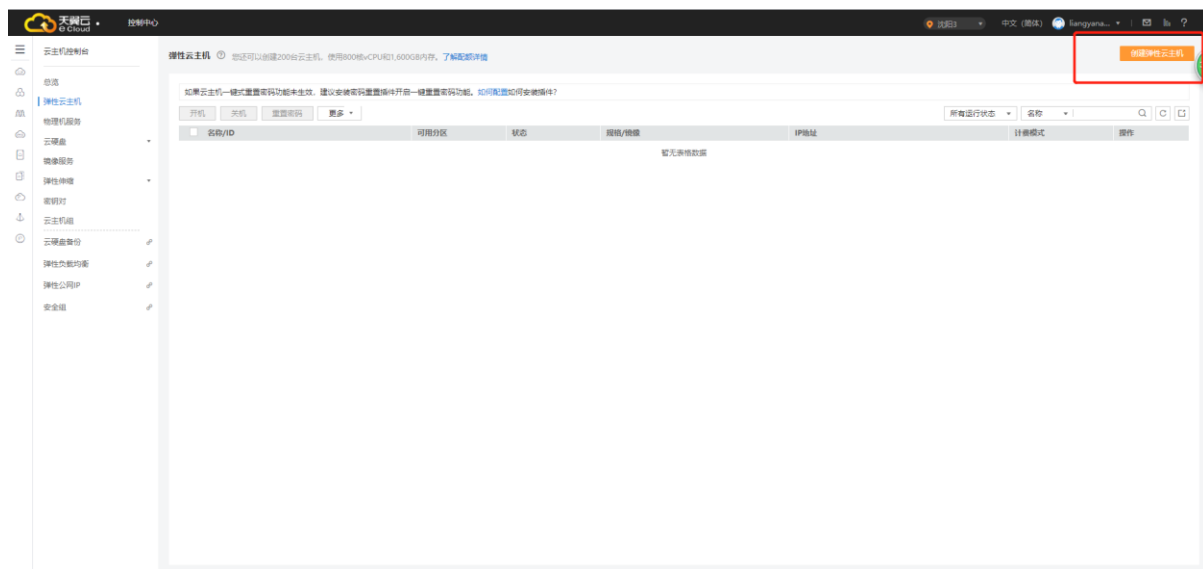 天翼云 控制中心 沈阳3 中文 (简体) liangyana...
e Cloud
云主机控制台
弹性云主机 您还可以创建200台云主机，使用800核vCPU和1,600GB内存。了解配额详情 创建弹性云主机
总览
如果云主机一键式重置密码功能未生效，建议安装密码重置插件开启一键重置密码功能。如何配置如何安装插件?
弹性云主机
开机 关机 重置密码 更多 所有运行状态 名称
物理机服务
名称/ID 可用分区 状态 规格/镜像 IP地址 计费模式 操作
云硬盘
暂无表格数据
镜像服务
弹性伸缩
密钥对
云主机组
云硬盘备份
弹性负载均衡
弹性公网IP
安全组